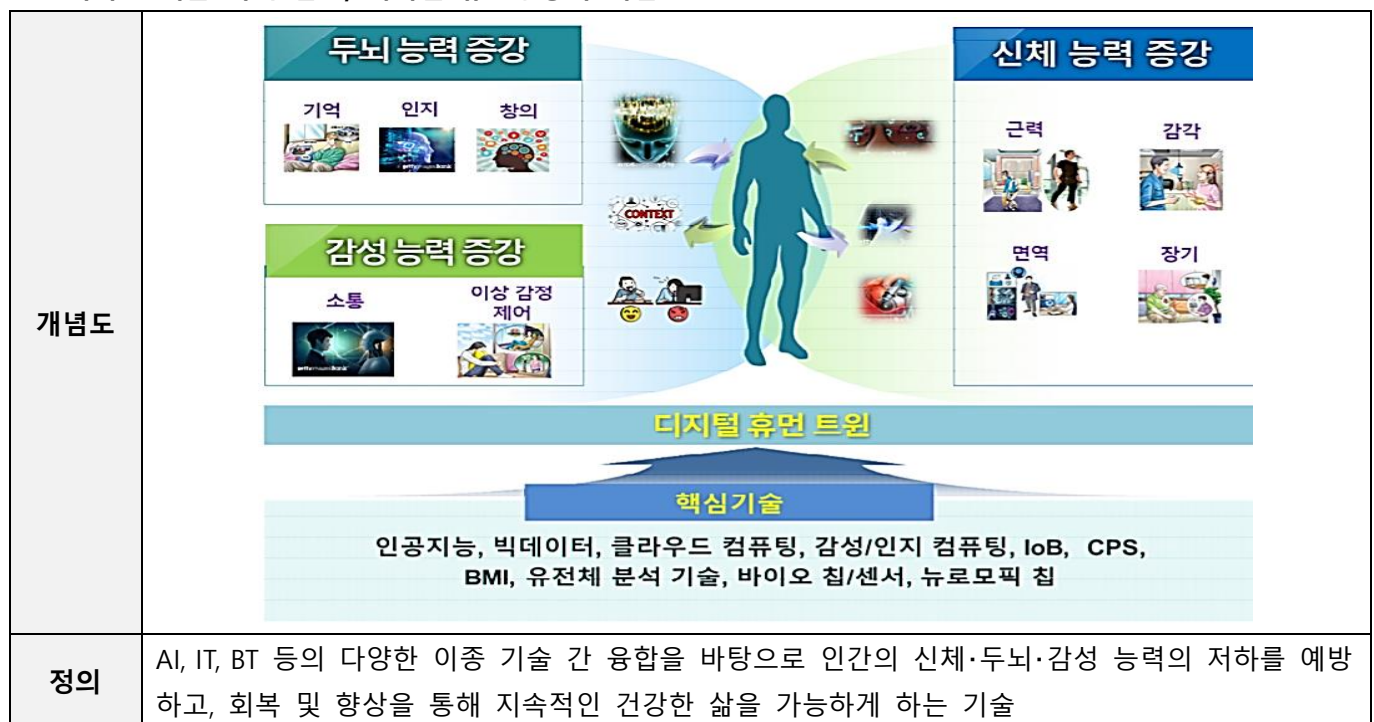 두뇌 능력 증강
신체 능력 증강
기억
인지
창의
근력
감각
CONTEXT
감성 능력 증강
면역
장기
소통
이상 감정
제어
개념도
디지털 휴먼 트윈
핵심기술
인공지능, 빅데이터, 클라우드 컴퓨팅, 감성/인지 컴퓨팅, IoB, CPS,
BMI, 유전체 분석 기술, 바이오 칩/센서, 뉴로모픽 칩
정의
AI, IT, BT 등의 다양한 이종 기술 간 융합을 바탕으로 인간의 신체·두뇌·감성 능력의 저하를 예방
하고, 회복 및 향상을 통해 지속적인 건강한 삶을 가능하게 하는 기술